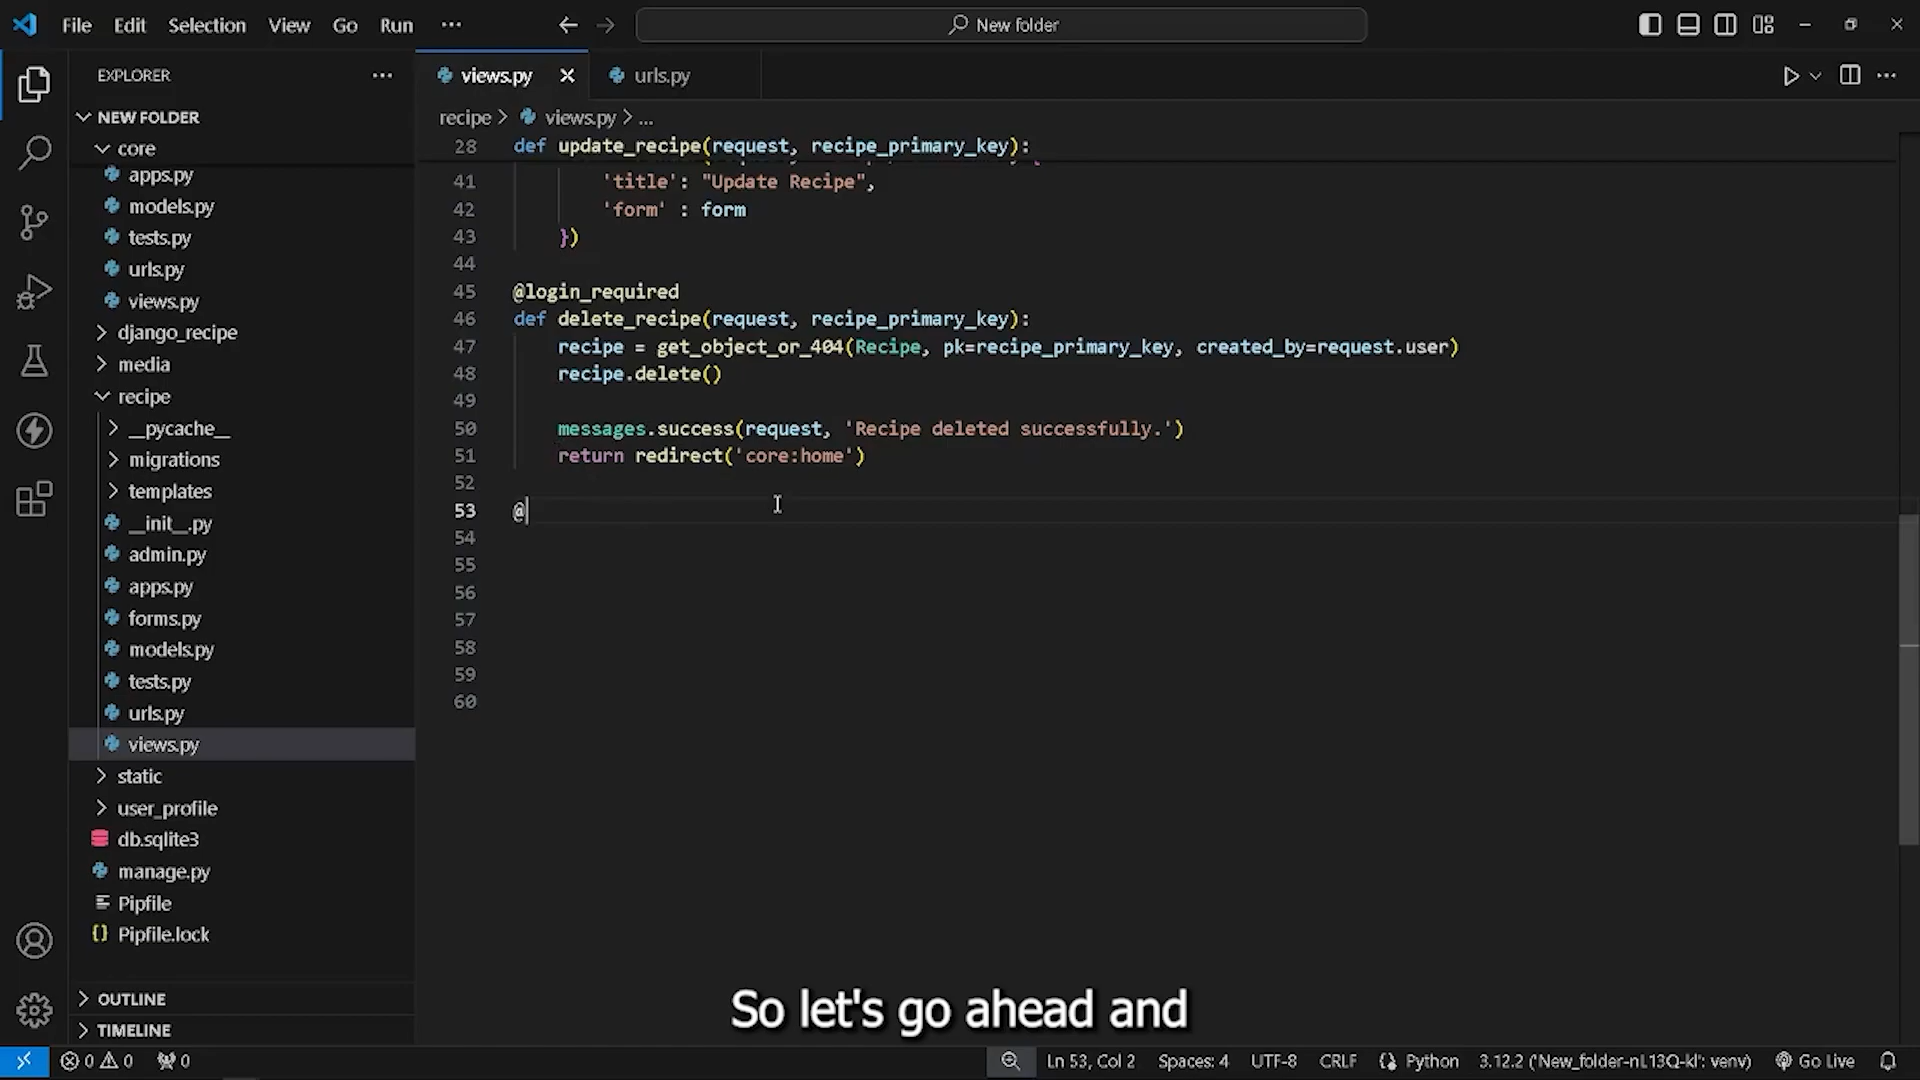 File Edit Selection View Go Run ···
New folder
EXPLORER ···
views.py
urls.py
NEW FOLDER
recipe > views.py > ...
core
apps.py
models.py
tests.py
urls.py
views.py
django_recipe
media
recipe
__pycache__
migrations
templates
__init__.py
admin.py
apps.py
forms.py
models.py
tests.py
urls.py
views.py
static
user_profile
db.sqlite3
manage.py
Pipfile
Pipfile.lock
OUTLINE
TIMELINE
28 def update_recipe(request, recipe_primary_key):
41 'title': "Update Recipe",
42 'form' : form
43 })
44
45 @login_required
46 def delete_recipe(request, recipe_primary_key):
47 recipe = get_object_or_404(Recipe, pk=recipe_primary_key, created_by=request.user)
48 recipe.delete()
49
50 messages.success(request, 'Recipe deleted successfully.')
51 return redirect('core:home')
52
53 @
54
55
56
57
58
59
60
So let's go ahead and
0 0 0 Ln 53, Col 2 Spaces: 4 UTF-8 CRLF Python 3.12.2 ('New_folder-nL13Q-kl': venv) Go Live